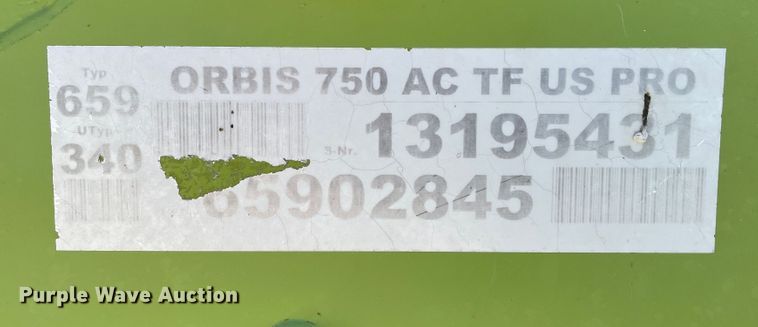 Typ
ORBIS 750 AC TF US PRO
659
UTyp
S-Nr. 13195431
340
65902845
Purple Wave Auction